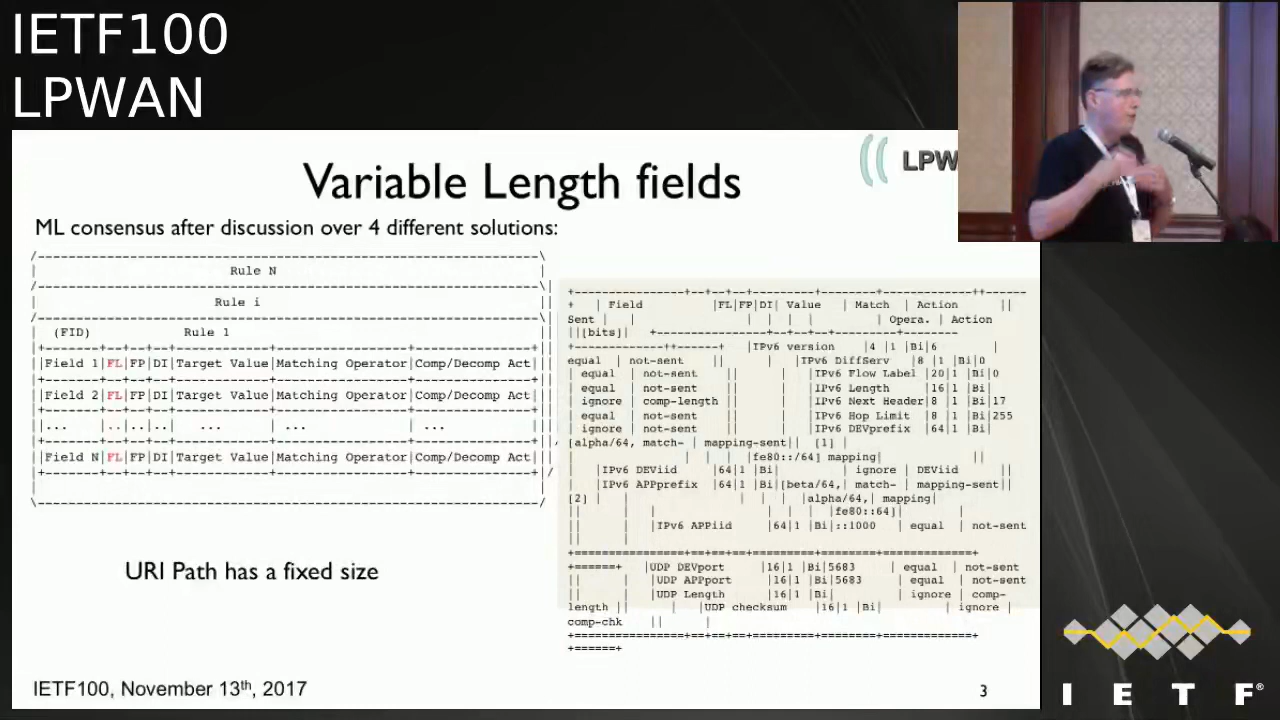 IETF100
LPWAN
Variable Length fields
LPW
ML consensus after discussion over 4 different solutions:
/-----------------------------------------------------------------\
| Rule N |
/-----------------------------------------------------------------\|
| Rule i ||
/-----------------------------------------------------------------\||
| (FID) Rule 1 |||
|+-------+--+--+--+------------+-----------------+---------------+|||
||Field 1|FL|FP|DI|Target Value|Matching Operator|Comp/Decomp Act||||
|+-------+--+--+--+------------+-----------------+---------------+|||
||Field 2|FL|FP|DI|Target Value|Matching Operator|Comp/Decomp Act||||
|+-------+--+--+--+------------+-----------------+---------------+|||
||... |..|..|..| ... | ... | ... ||||
|+-------+--+--+--+------------+-----------------+---------------+||/
||Field N|FL|FP|DI|Target Value|Matching Operator|Comp/Decomp Act|||
|+-------+--+--+--+------------+-----------------+---------------+|/
| |
\-----------------------------------------------------------------/
URI Path has a fixed size
+----------------+--+--+--+---------+--------+------------++------
+ | Field |FL|FP|DI| Value | Match | Action ||
Sent | | | | | | | Opera. | Action
||[bits]| +----------------+--+--+--+---------+--------
+------------++------+ |IPv6 version |4 |1 |Bi|6 |
equal | not-sent || | |IPv6 DiffServ |8 |1 |Bi|0
| equal | not-sent || | |IPv6 Flow Label |20|1 |Bi|0
| equal | not-sent || | |IPv6 Length |16|1 |Bi|
| ignore | comp-length || | |IPv6 Next Header|8 |1 |Bi|17
| equal | not-sent || | |IPv6 Hop Limit |8 |1 |Bi|255
| ignore | not-sent || | |IPv6 DEVprefix |64|1 |Bi|
[alpha/64, match- | mapping-sent|| [1] |
| | | | |fe80::/64] mapping| ||
| |IPv6 DEViid |64|1 |Bi| | ignore | DEViid ||
| |IPv6 APPprefix |64|1 |Bi|[beta/64,| match- | mapping-sent||
[2] | | | | | |alpha/64,| mapping|
| | | | | |fe80::64]| |
|| | |IPv6 APPiid |64|1 |Bi|::1000 | equal | not-sent
|| |
+================+==+==+==+=========+========+============+
+======+ |UDP DEVport |16|1 |Bi|5683 | equal | not-sent
|| | |UDP APPport |16|1 |Bi|5683 | equal | not-sent
|| | |UDP Length |16|1 |Bi| | ignore | comp-
length || | |UDP checksum |16|1 |Bi| | ignore |
comp-chk || |
+================+==+==+==+=========+========+============+
+======+
IETF100, November 13th, 2017
3
I E T F®